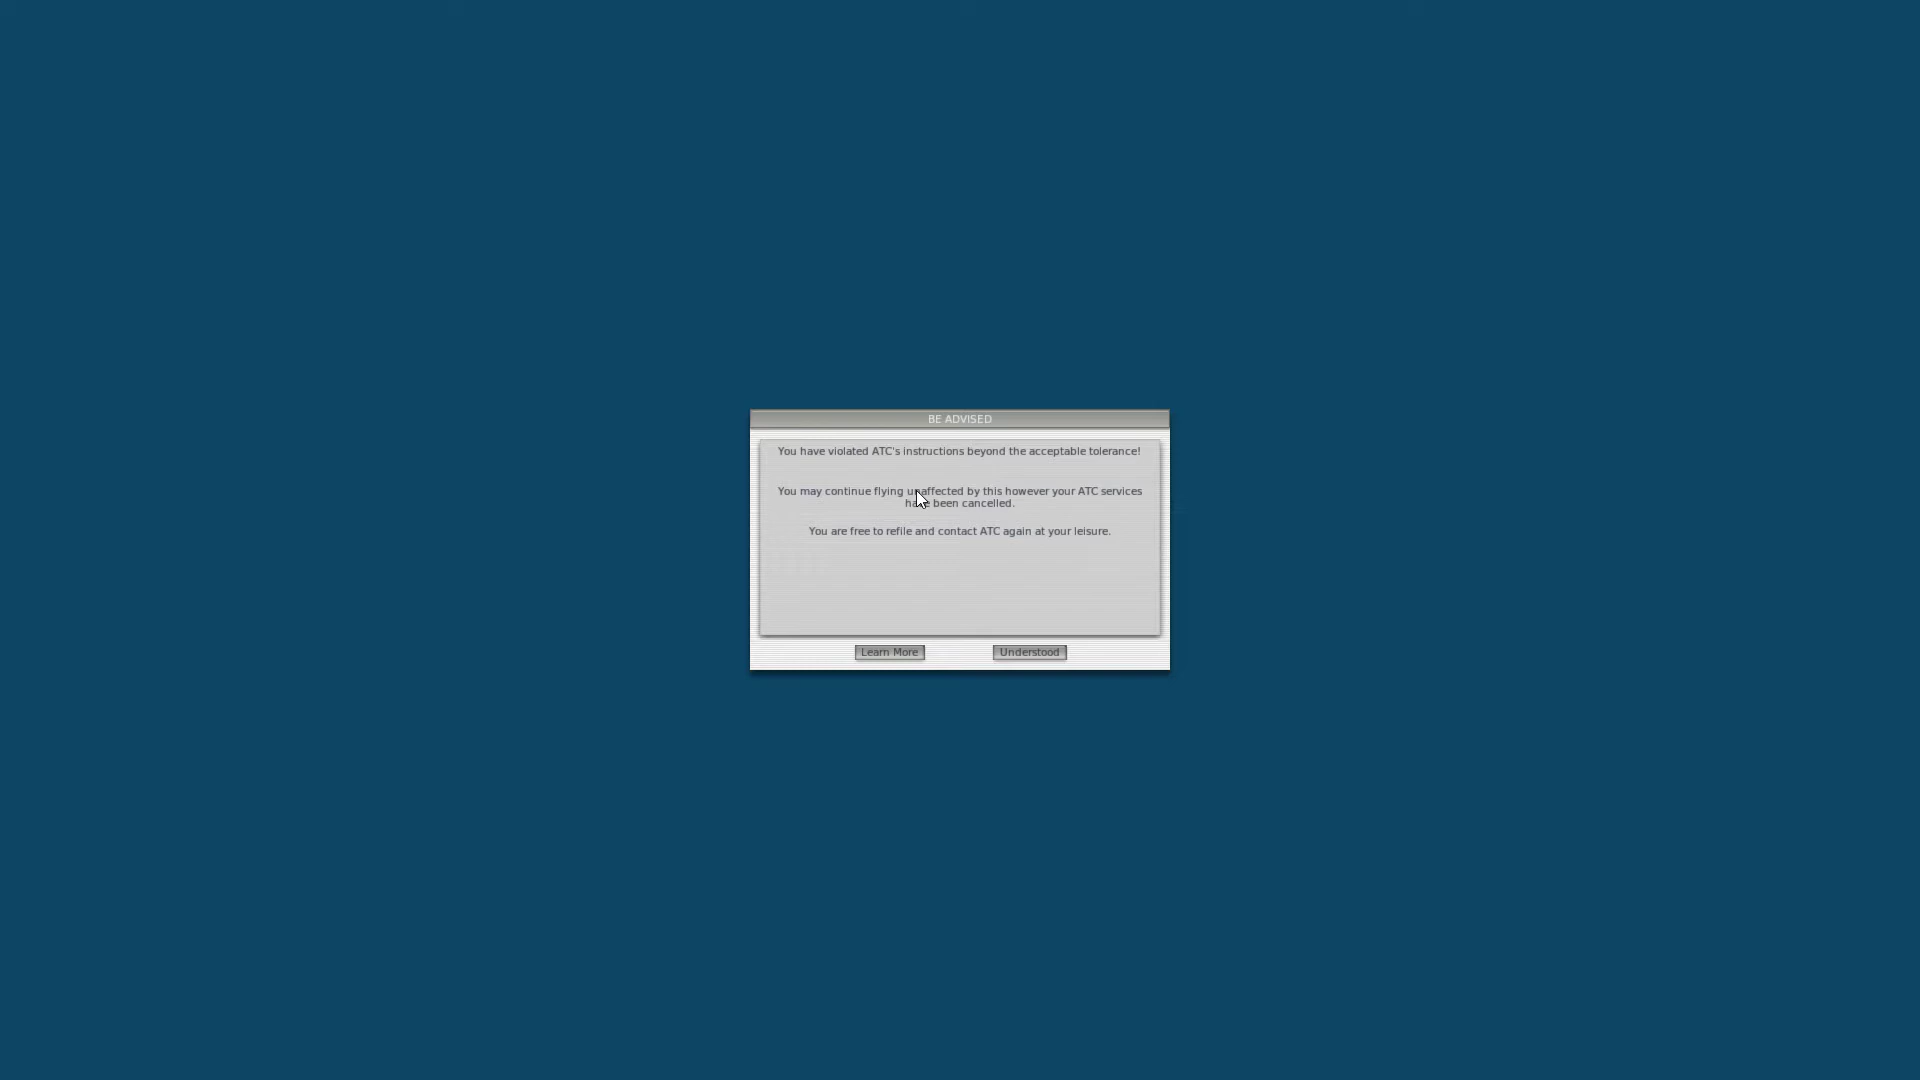 BE ADVISED
You have violated ATC's instructions beyond the acceptable tolerance!
You may continue flying unaffected by this however your ATC services
have been cancelled.
You are free to refile and contact ATC again at your leisure.
Learn More
Understood